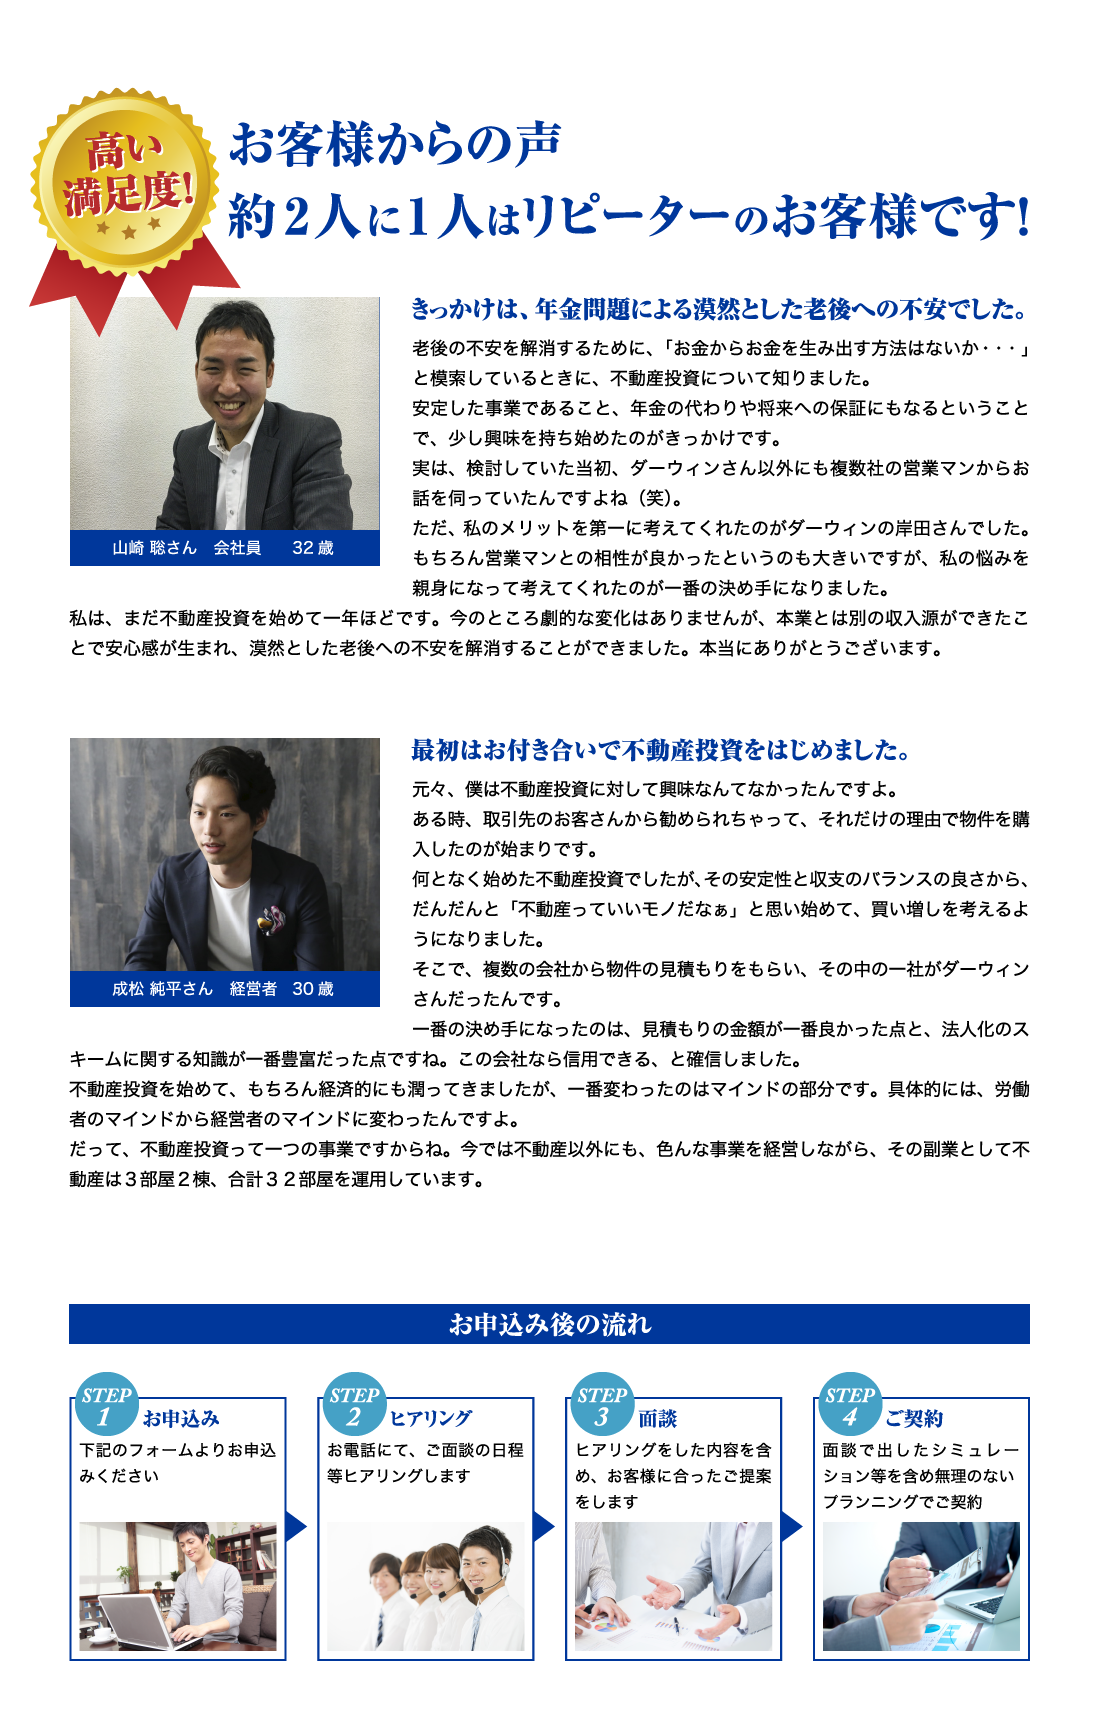 高い
満足度!
お客様からの声
約2人に1人はリピーターのお客様です!
きっかけは、年金問題による漠然とした老後への不安でした。
老後の不安を解消するために、「お金からお金を生み出す方法はないか・・・」
と模索しているときに、不動産投資について知りました。
安定した事業であること、年金の代わりや将来への保証にもなるということ
で、少し興味を持ち始めたのがきっかけです。
実は、検討していた当初、ダーウィンさん以外にも複数社の営業マンからお
話を伺っていたんですよね（笑）。
ただ、私のメリットを第一に考えてくれたのがダーウィンの岸田さんでした。
もちろん営業マンとの相性が良かったというのも大きいですが、私の悩みを
親身になって考えてくれたのが一番の決め手になりました。
山崎 聡さん　会社員　　32 歳
私は、まだ不動産投資を始めて一年ほどです。今のところ劇的な変化はありませんが、本業とは別の収入源ができたこ
とで安心感が生まれ、漠然とした老後への不安を解消することができました。本当にありがとうございます。
最初はお付き合いで不動産投資をはじめました。
元々、僕は不動産投資に対して興味なんてなかったんですよ。
ある時、取引先のお客さんから勧められちゃって、それだけの理由で物件を購
入したのが始まりです。
何となく始めた不動産投資でしたが、その安定性と収支のバランスの良さから、
だんだんと「不動産っていいモノだなぁ」と思い始めて、買い増しを考えるよ
うになりました。
そこで、複数の会社から物件の見積もりをもらい、その中の一社がダーウィン
さんだったんです。
成松 純平さん　経営者　30 歳
一番の決め手になったのは、見積もりの金額が一番良かった点と、法人化のス
キームに関する知識が一番豊富だった点ですね。この会社なら信用できる、と確信しました。
不動産投資を始めて、もちろん経済的にも潤ってきましたが、一番変わったのはマインドの部分です。具体的には、労働
者のマインドから経営者のマインドに変わったんですよ。
だって、不動産投資って一つの事業ですからね。今では不動産以外にも、色んな事業を経営しながら、その副業として不
動産は３部屋２棟、合計３２部屋を運用しています。
お申込み後の流れ
STEP
1
お申込み
下記のフォームよりお申込
みください
STEP
2
ヒアリング
お電話にて、ご面談の日程
等ヒアリングします
STEP
3
面談
ヒアリングをした内容を含
め、お客様に合ったご提案
をします
STEP
4
ご契約
面談で出したシミュレー
ション等を含め無理のない
プランニングでご契約